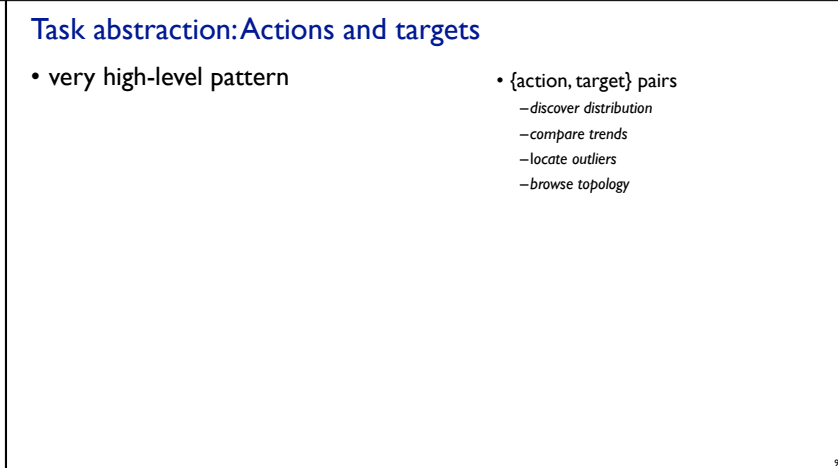 Task abstraction: Actions and targets
• very high-level pattern
• {action, target} pairs
–discover distribution
–compare trends
–locate outliers
–browse topology